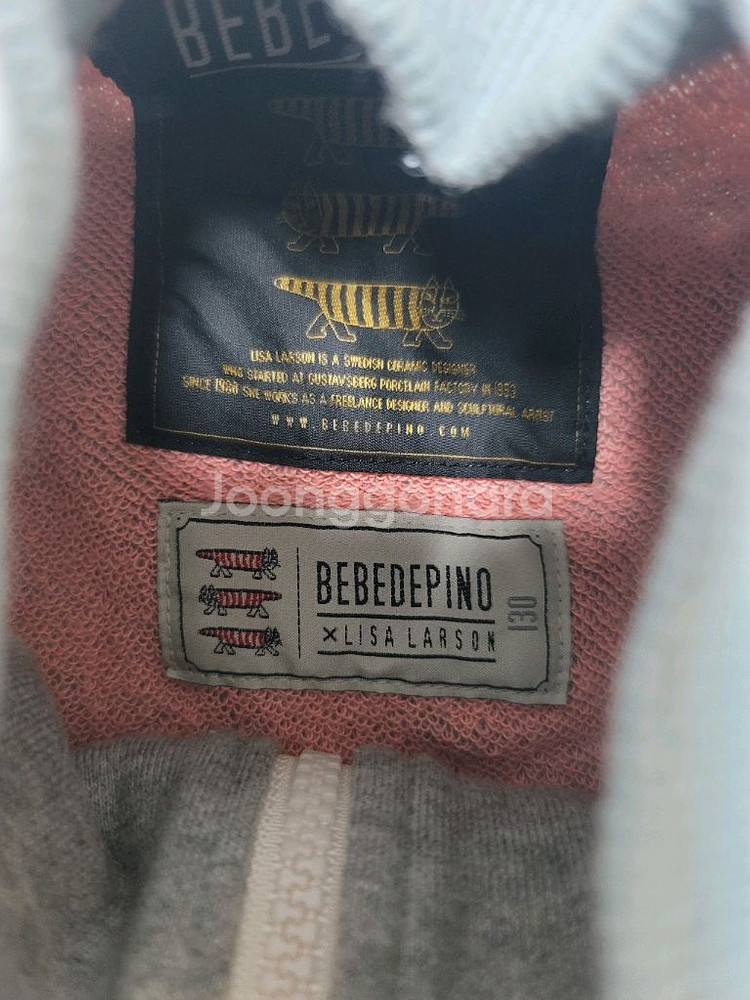 BEBE
LISA LARSON IS A SWEDISH CERAMIC DESIGNER
WHO STARTED AT GUSTAVSBERG PORCELAIN FACTORY IN 1953
SINCE 1980 SHE WORKS AS A FREELANCE DESIGNER AND SCULPTURAL ARTIST
WWW.BEBEDEPINO.COM
Joonggonara
BEBEDEPINO
×LISA LARSON
130